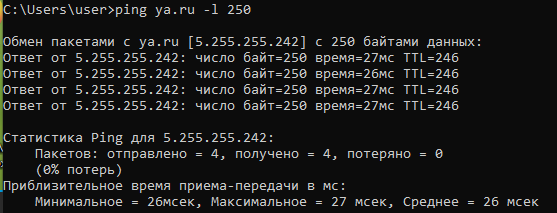 C:\Users\user>ping ya.ru -l 250
Обмен пакетами с ya.ru [5.255.255.242] с 250 байтами данных:
Ответ от 5.255.255.242: число байт=250 время=27мс TTL=246
Ответ от 5.255.255.242: число байт=250 время=26мс TTL=246
Ответ от 5.255.255.242: число байт=250 время=27мс TTL=246
Ответ от 5.255.255.242: число байт=250 время=27мс TTL=246
Статистика Ping для 5.255.255.242:
Пакетов: отправлено = 4, получено = 4, потеряно = 0
(0% потерь)
Приблизительное время приема-передачи в мс:
Минимальное = 26мсек, Максимальное = 27 мсек, Среднее = 26 мсек